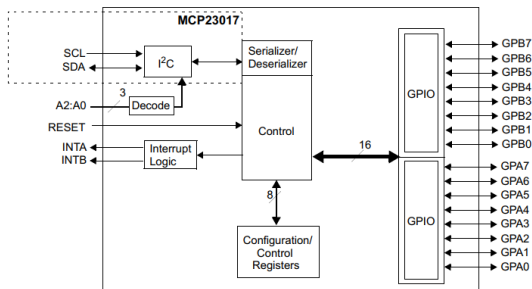 MCP23017
SCL
SDA
I²C
Serializer/
Deserializer
3
A2:A0
Decode
RESET
Control
INTA
INTB
Interrupt
Logic
16
8
Configuration/
Control
Registers
GPIO
GPB7
GPB6
GPB5
GPB4
GPB3
GPB2
GPB1
GPB0
GPIO
GPA7
GPA6
GPA5
GPA4
GPA3
GPA2
GPA1
GPA0